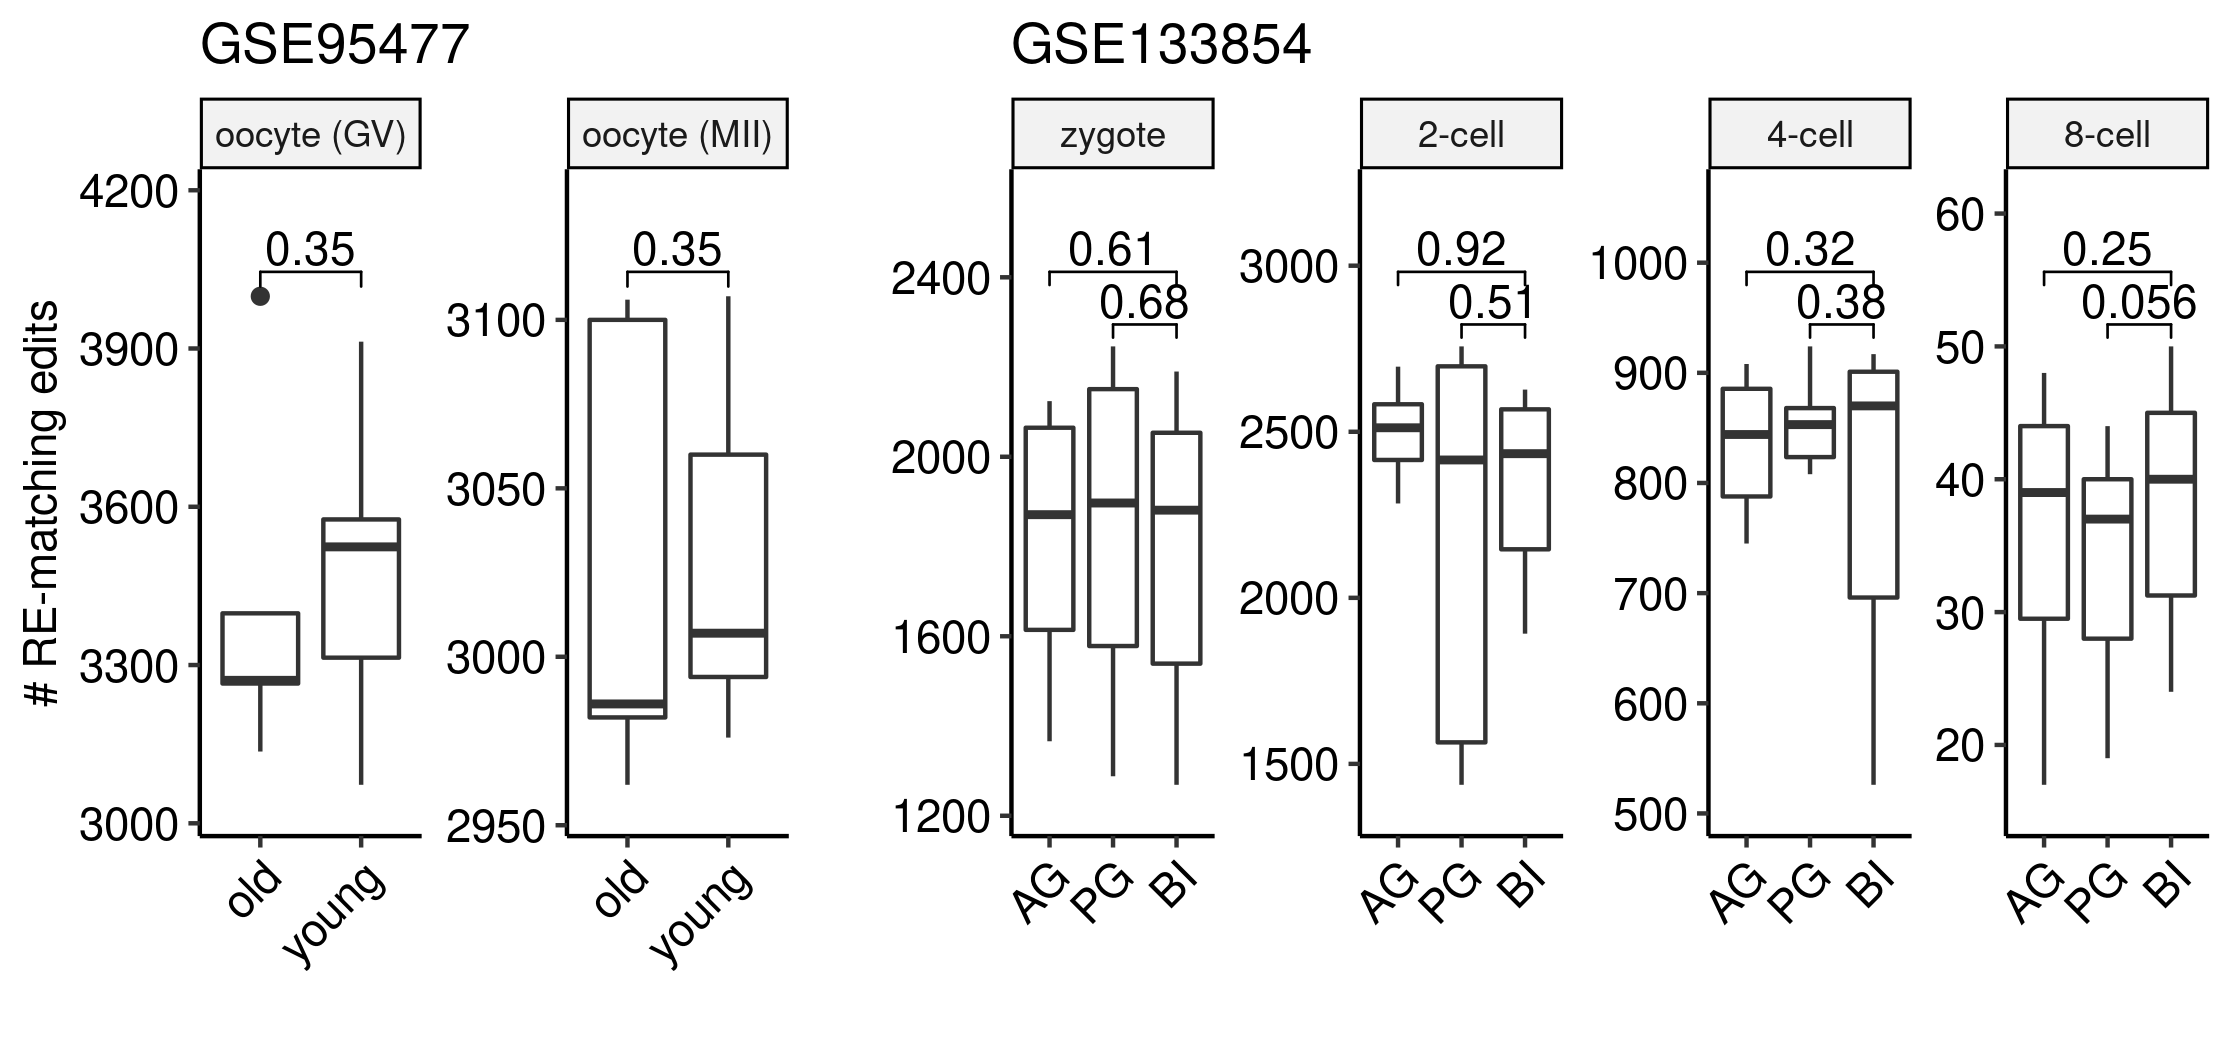 GSE95477
GSE133854
oocyte (GV)
oocyte (MII)
zygote
2-cell
4-cell
8-cell
# RE-matching edits
4200
3900
3600
3300
3000
0.35
old
young
3100
3050
3000
2950
0.35
old
young
2400
2000
1600
1200
0.61
0.68
AG
PG
BI
3000
2500
2000
1500
0.92
0.51
AG
PG
BI
1000
900
800
700
600
500
0.32
0.38
AG
PG
BI
60
50
40
30
20
0.25
0.056
AG
PG
BI